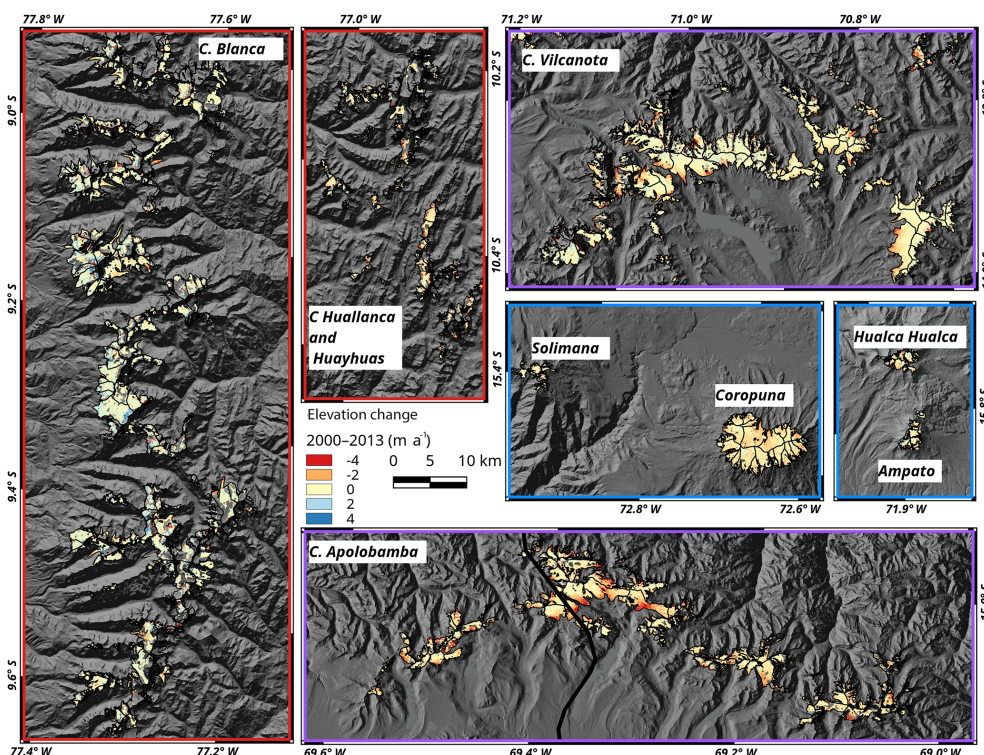 77.8° W
77.6° W
77.0° W
71.2° W
71.0° W
70.8° W
C. Blanca
C. Vilcanota
10.2° S
9.0° S
10.4° S
9.2° S
C Huallanca
and
Huayhuas
Solimana
Hualca Hualca
15.4° S
Coropuna
15.8° S
Elevation change
2000–2013 (m a⁻¹)
-4
-2
0
2
4
0 5 10 km
Ampato
9.4° S
72.8° W
72.6° W
71.9° W
C. Apolobamba
9.6° S
77.4° W
77.2° W
69.6° W
69.4° W
69.2° W
69.0° W